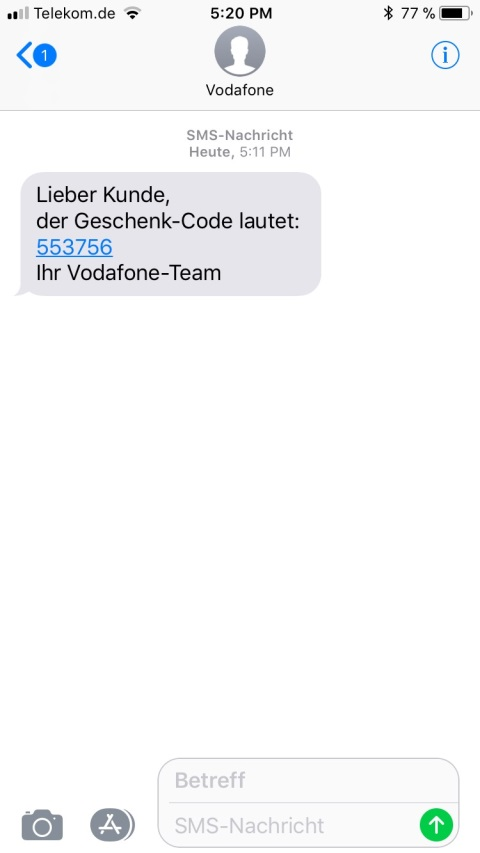 Telekom.de 5:20 PM 77 %
1
Vodafone
SMS-Nachricht
Heute, 5:11 PM
Lieber Kunde,
der Geschenk-Code lautet:
553756
Ihr Vodafone-Team
Betreff
SMS-Nachricht